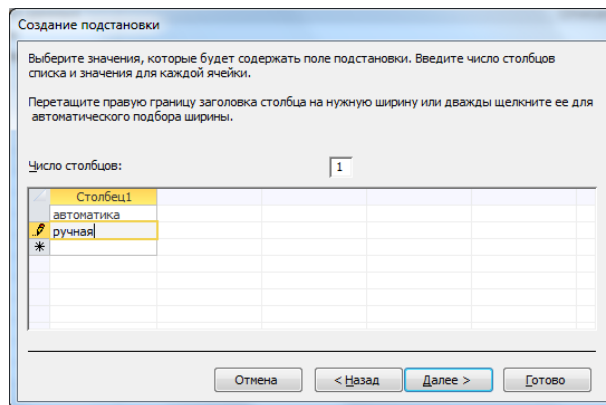 Создание подстановки
Выберите значения, которые будет содержать поле подстановки. Введите число столбцов
списка и значения для каждой ячейки.
Перетащите правую границу заголовка столбца на нужную ширину или дважды щелкните ее для
автоматического подбора ширины.
Число столбцов: 1
Столбец1
автоматика
ручная
Отмена < Назад Далее > Готово